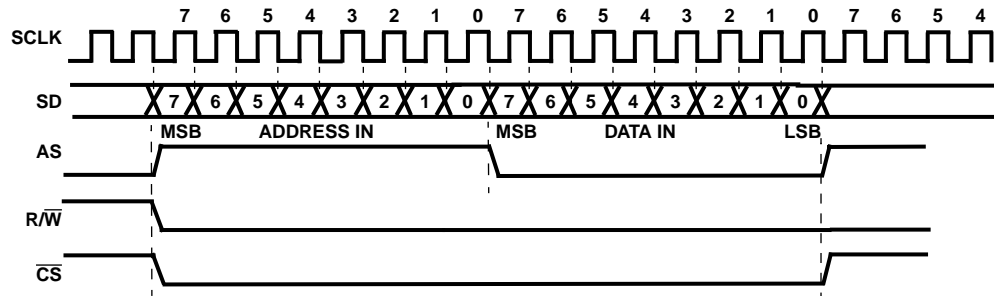 7 6 5 4 3 2 1 0 7 6 5 4 3 2 1 0 7 6 5 4
SCLK
SD 7 6 5 4 3 2 1 0 7 6 5 4 3 2 1 0
MSB ADDRESS IN MSB DATA IN LSB
AS
R/W̅
C̅S̅